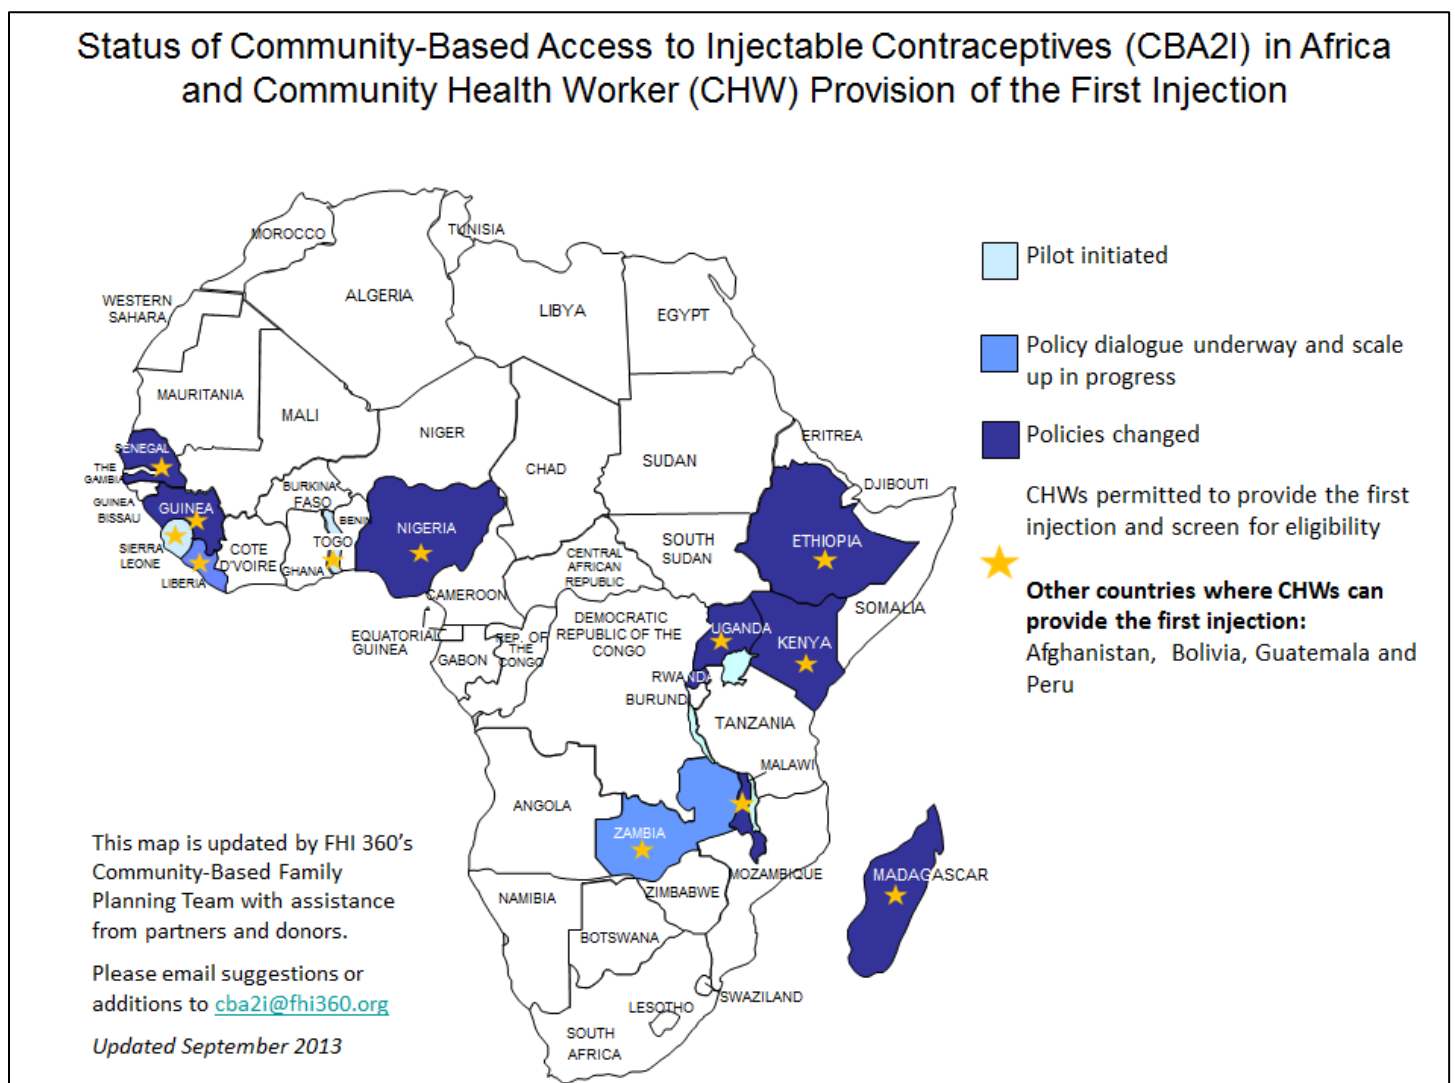 Status of Community-Based Access to Injectable Contraceptives (CBA2I) in Africa
and Community Health Worker (CHW) Provision of the First Injection
MOROCCO
TUNISIA
ALGERIA
LIBYA
EGYPT
WESTERN
SAHARA
MAURITANIA
MALI
NIGER
CHAD
SUDAN
ERITREA
DJIBOUTI
SENEGAL
THE
GAMBIA
GUINEA
BISSAU
GUINEA
SIERRA
LEONE
LIBERIA
COTE
D'VOIRE
BURKINA
FASO
GHANA
TOGO
BENIN
NIGERIA
CAMEROON
CENTRAL
AFRICAN
REPUBLIC
SOUTH
SUDAN
ETHIOPIA
SOMALIA
EQUATORIAL
GUINEA
GABON
REP. OF
THE
CONGO
DEMOCRATIC
REPUBLIC OF THE
CONGO
UGANDA
KENYA
RWANDA
BURUNDI
TANZANIA
MALAWI
ANGOLA
ZAMBIA
MOZAMBIQUE
MADAGASCAR
NAMIBIA
ZIMBABWE
BOTSWANA
SWAZILAND
LESOTHO
SOUTH
AFRICA
Pilot initiated
Policy dialogue underway and scale
up in progress
Policies changed
CHWs permitted to provide the first
injection and screen for eligibility
Other countries where CHWs can
provide the first injection:
Afghanistan, Bolivia, Guatemala and
Peru
This map is updated by FHI 360's
Community-Based Family
Planning Team with assistance
from partners and donors.
Please email suggestions or
additions to cba2i@fhi360.org
Updated September 2013